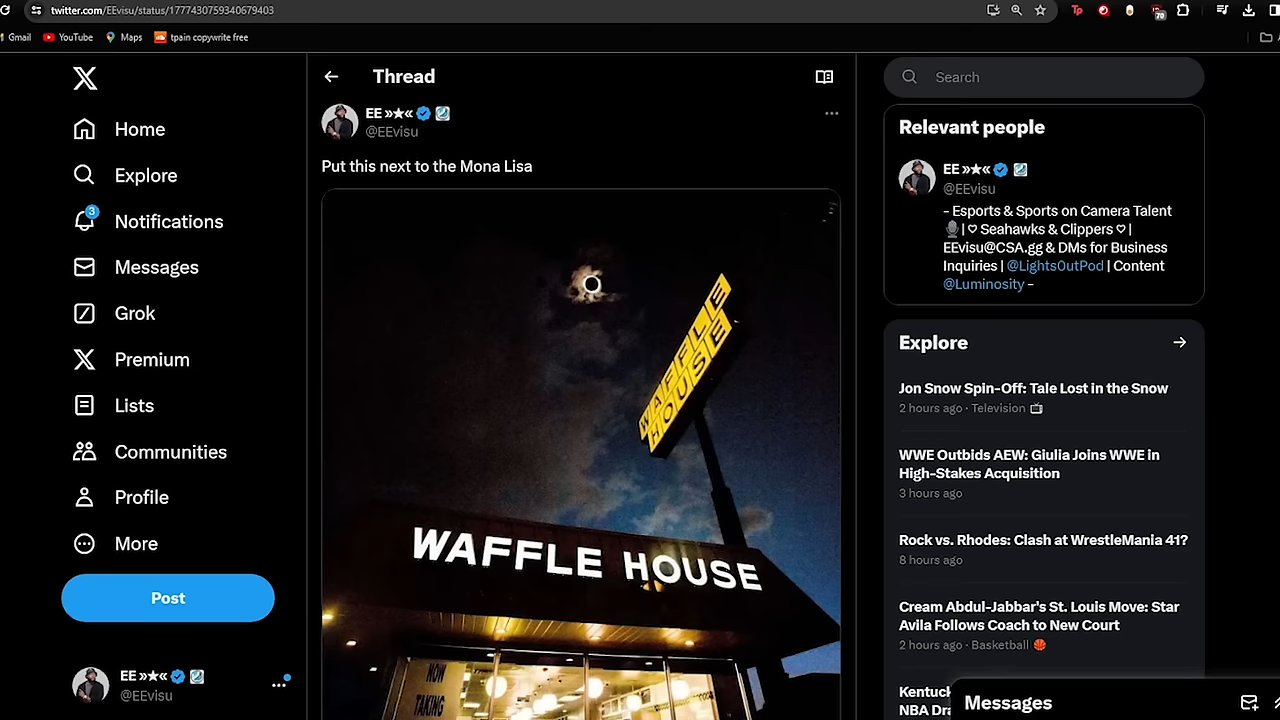 twitter.com/EEvisu/status/1777430759340679403
Gmail
YouTube
Maps
tpain copywrite free
Home
Explore
3
Notifications
Messages
Grok
Premium
Lists
Communities
Profile
More
Post
EE »★«
@EEvisu
Thread
EE »★«
@EEvisu
Put this next to the Mona Lisa
WAFFLE
HOUSE
WAFFLE HOUSE
NOW
TAKING
Search
Relevant people
EE »★«
@EEvisu
- Esports & Sports on Camera Talent
🎙️| ♡ Seahawks & Clippers ♡ |
EEvisu@CSA.gg & DMs for Business
Inquiries | @LightsOutPod | Content
@Luminosity -
Explore
Jon Snow Spin-Off: Tale Lost in the Snow
2 hours ago · Television
WWE Outbids AEW: Giulia Joins WWE in
High-Stakes Acquisition
3 hours ago
Rock vs. Rhodes: Clash at WrestleMania 41?
8 hours ago
Cream Abdul-Jabbar's St. Louis Move: Star
Avila Follows Coach to New Court
2 hours ago · Basketball 🏀
Kentuck
NBA Dra
Messages